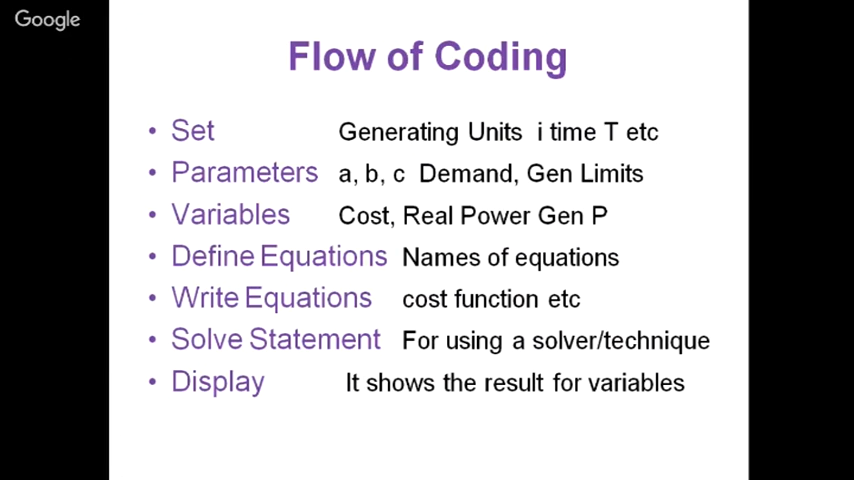 Google
Flow of Coding
• Set Generating Units i time T etc
• Parameters a, b, c Demand, Gen Limits
• Variables Cost, Real Power Gen P
• Define Equations Names of equations
• Write Equations cost function etc
• Solve Statement For using a solver/technique
• Display It shows the result for variables